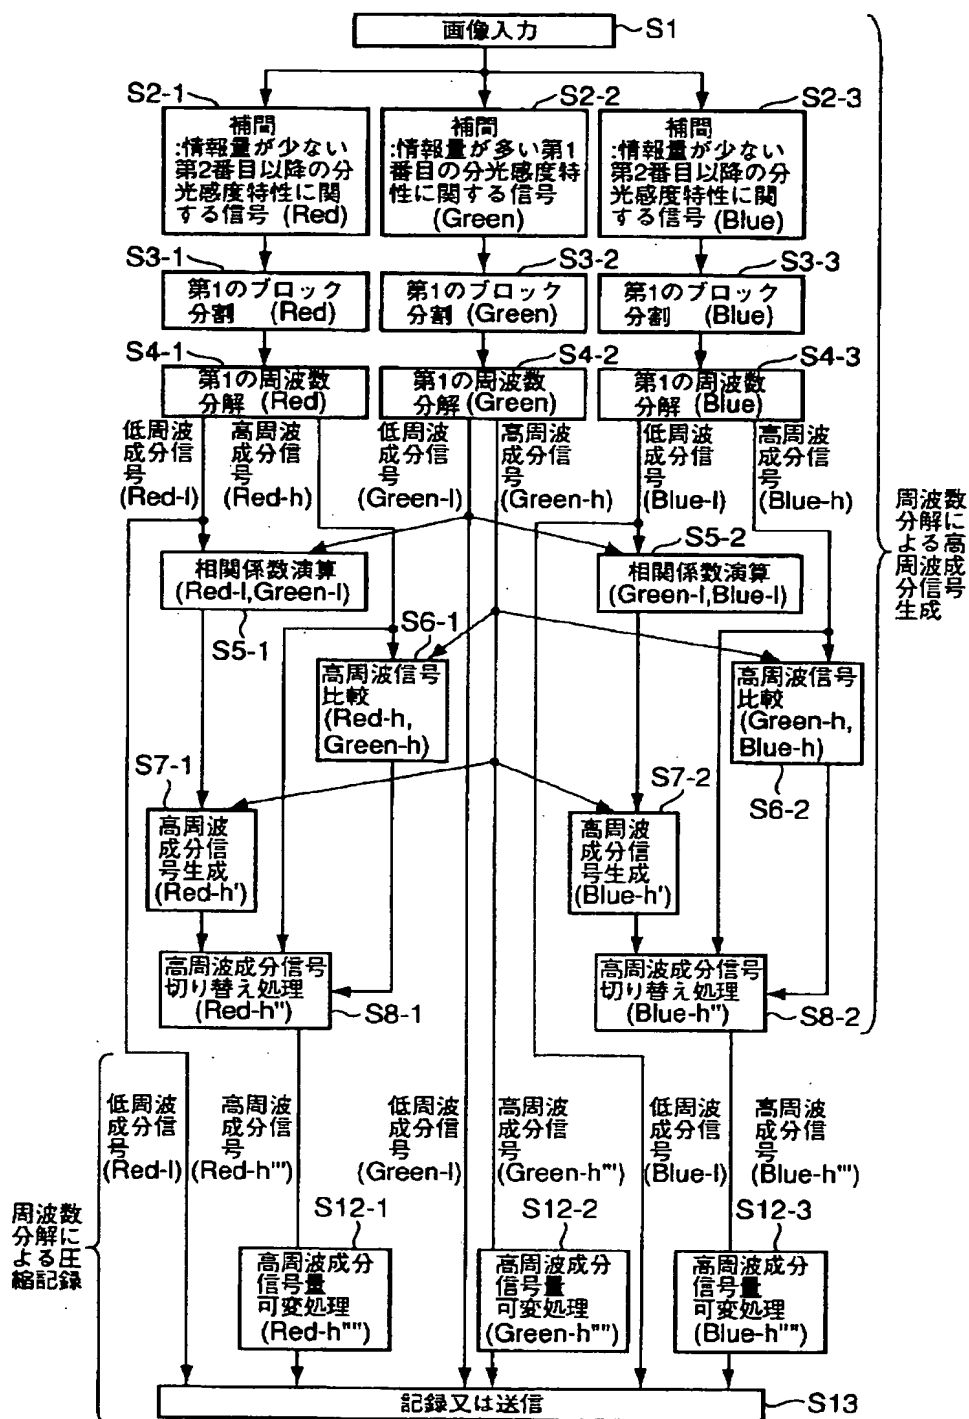 画像入力
S1
S2-1
S2-2
S2-3
補間
:情報量が少ない
第2番目以降の分
光感度特性に関
する信号 (Red)
補間
:情報量が多い第1
番目の分光感度特
性に関する信号
(Green)
補間
:情報量が少ない
第2番目以降の分
光感度特性に関
する信号 (Blue)
S3-1
S3-2
S3-3
第1のブロック
分割 (Red)
第1のブロック
分割 (Green)
第1のブロック
分割 (Blue)
S4-1
S4-2
S4-3
第1の周波数
分解 (Red)
第1の周波数
分解 (Green)
第1の周波数
分解 (Blue)
低周波
成分信
号
(Red-l)
高周波
成分信
号
(Red-h)
低周波
成分信
号
(Green-l)
高周波
成分信
号
(Green-h)
低周波
成分信
号
(Blue-l)
高周波
成分信
号
(Blue-h)
周波数
分解に
よる高
周波成
分信号
生成
相関係数演算
(Red-l,Green-l)
S5-1
S5-2
相関係数演算
(Green-l,Blue-l)
S6-1
高周波信号
比較
(Red-h,
Green-h)
高周波信号
比較
(Green-h,
Blue-h)
S6-2
S7-1
高周波
成分信
号生成
(Red-h')
S7-2
高周波
成分信
号生成
(Blue-h')
高周波成分信号
切り替え処理
(Red-h'')
S8-1
高周波成分信号
切り替え処理
(Blue-h'')
S8-2
低周波
成分信
号
(Red-l)
高周波
成分信
号
(Red-h''')
低周波
成分信
号
(Green-l)
高周波
成分信
号
(Green-h''')
低周波
成分信
号
(Blue-l)
高周波
成分信
号
(Blue-h''')
周波数
分解に
よる圧
縮記録
S12-1
S12-2
S12-3
高周波成分
信号量
可変処理
(Red-h'''')
高周波成分
信号量
可変処理
(Green-h'''')
高周波成分
信号量
可変処理
(Blue-h'''')
記録又は送信
S13